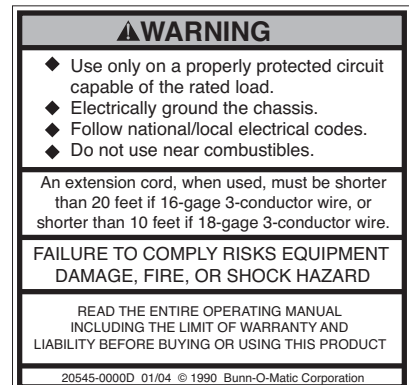 ⚠WARNING
◆ Use only on a properly protected circuit
capable of the rated load.
◆ Electrically ground the chassis.
◆ Follow national/local electrical codes.
◆ Do not use near combustibles.
An extension cord, when used, must be shorter
than 20 feet if 16-gage 3-conductor wire, or
shorter than 10 feet if 18-gage 3-conductor wire.
FAILURE TO COMPLY RISKS EQUIPMENT
DAMAGE, FIRE, OR SHOCK HAZARD
READ THE ENTIRE OPERATING MANUAL
INCLUDING THE LIMIT OF WARRANTY AND
LIABILITY BEFORE BUYING OR USING THIS PRODUCT
20545-0000D 01/04 © 1990 Bunn-O-Matic Corporation